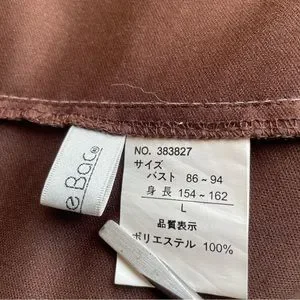 e Bac®
NO. 383827
サイズ
バスト 86~94
身長 154~162
L
品質表示
ポリエステル 100%